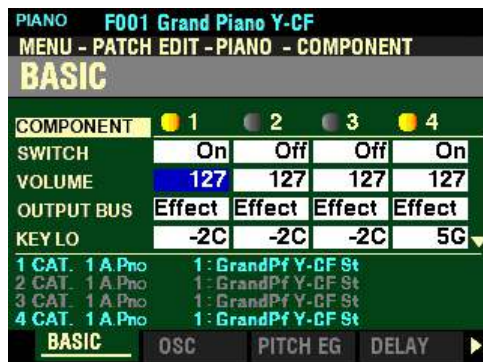 PIANO F001 Grand Piano Y-CF
MENU - PATCH EDIT - PIANO - COMPONENT
BASIC
COMPONENT 1 2 3 4
SWITCH On Off Off On
VOLUME 127 127 127 127
OUTPUT BUS Effect Effect Effect Effect
KEY LO -2C -2C -2C 5G
1 CAT. 1 A.Pno 1: GrandPf Y-CF St
2 CAT. 1 A.Pno 1: GrandPf Y-CF St
3 CAT. 1 A.Pno 1: GrandPf Y-CF St
4 CAT. 1 A.Pno 1: GrandPf Y-CF St
BASIC OSC PITCH EG DELAY